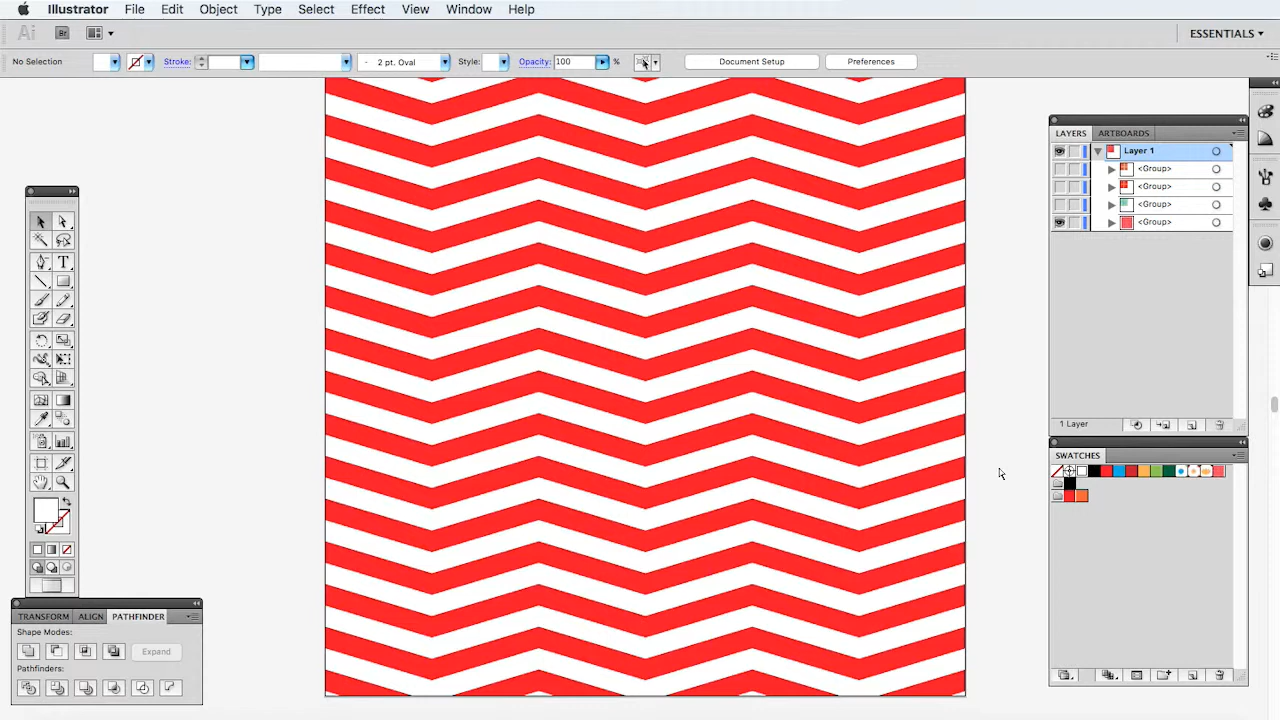 Illustrator File Edit Object Type Select Effect View Window Help
Ai Br ESSENTIALS
No Selection Stroke: 2 pt. Oval Style: Opacity: 100 % Document Setup Preferences
LAYERS ARTBOARDS
Layer 1
<Group>
<Group>
<Group>
<Group>
1 Layer
SWATCHES
T
TRANSFORM ALIGN PATHFINDER
Shape Modes:
Expand
Pathfinders: